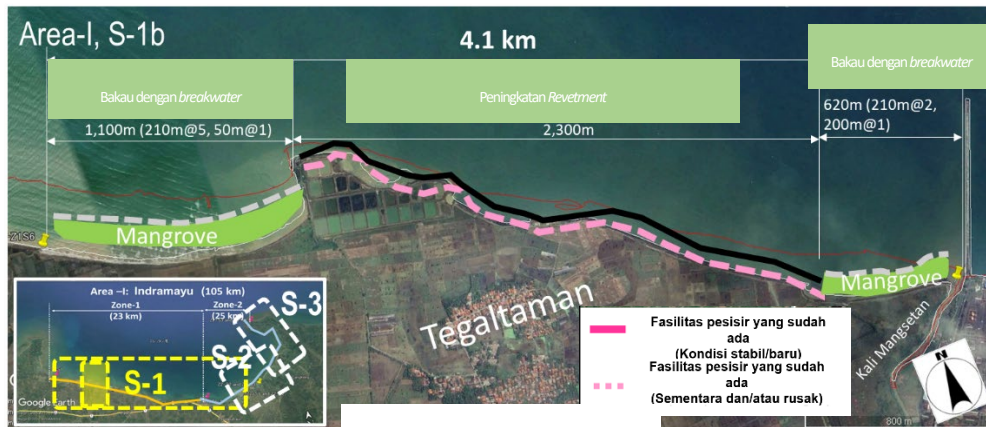 Area-I, S-1b
4.1 km
Bakau dengan breakwater
Peningkatan Revetment
Bakau dengan breakwater
1,100m (210m@5, 50m@1)
2,300m
620m (210m@2,
200m@1)
Mangrove
Mangrove
Z1S6
Tegaltaman
Kali Mangsetan
Area –I: Indramayu (105 km)
Zone-1
(23 km)
Zone-2
(25 km)
S-3
S-2
S-1
Google Earth
Fasilitas pesisir yang sudah
ada
(Kondisi stabil/baru)
Fasilitas pesisir yang sudah
ada
(Sementara dan/atau rusak)
N
800 m